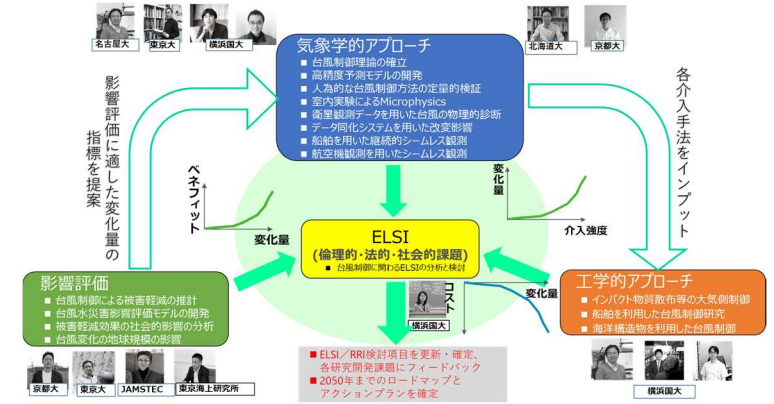 名古屋大
東京大
横浜国大
北海道大
京都大
気象学的アプローチ
■ 台風制御理論の確立
■ 高精度予測モデルの開発
■ 人為的な台風制御方法の定量的検証
■ 室内実験によるMicrophysics
■ 衛星観測データを用いた台風の物理的診断
■ データ同化システムを用いた改変影響
■ 船舶を用いた継続的シームレス観測
■ 航空機観測を用いたシームレス観測
影響評価に適した変化量の
指標を提案
各介入手法をインプット
ベネフィット
変化量
変化量
介入強度
ELSI
(倫理的・法的・社会的課題)
■ 台風制御に関わるELSIの分析と検討
影響評価
■ 台風制御による被害軽減の推計
■ 台風水災害影響評価モデルの開発
■ 被害軽減効果の社会的影響の分析
■ 台風変化の地球規模の影響
京都大
東京大
JAMSTEC
東京海上研究所
コスト
変化量
横浜国大
工学的アプローチ
■ インパクト物質散布等の大気側制御
■ 船舶を利用した台風制御研究
■ 海洋構造物を利用した台風制御
横浜国大
■ ELSI／RRI検討項目を更新・確定、
各研究開発課題にフィードバック
■ 2050年までのロードマップと
アクションプランを確定